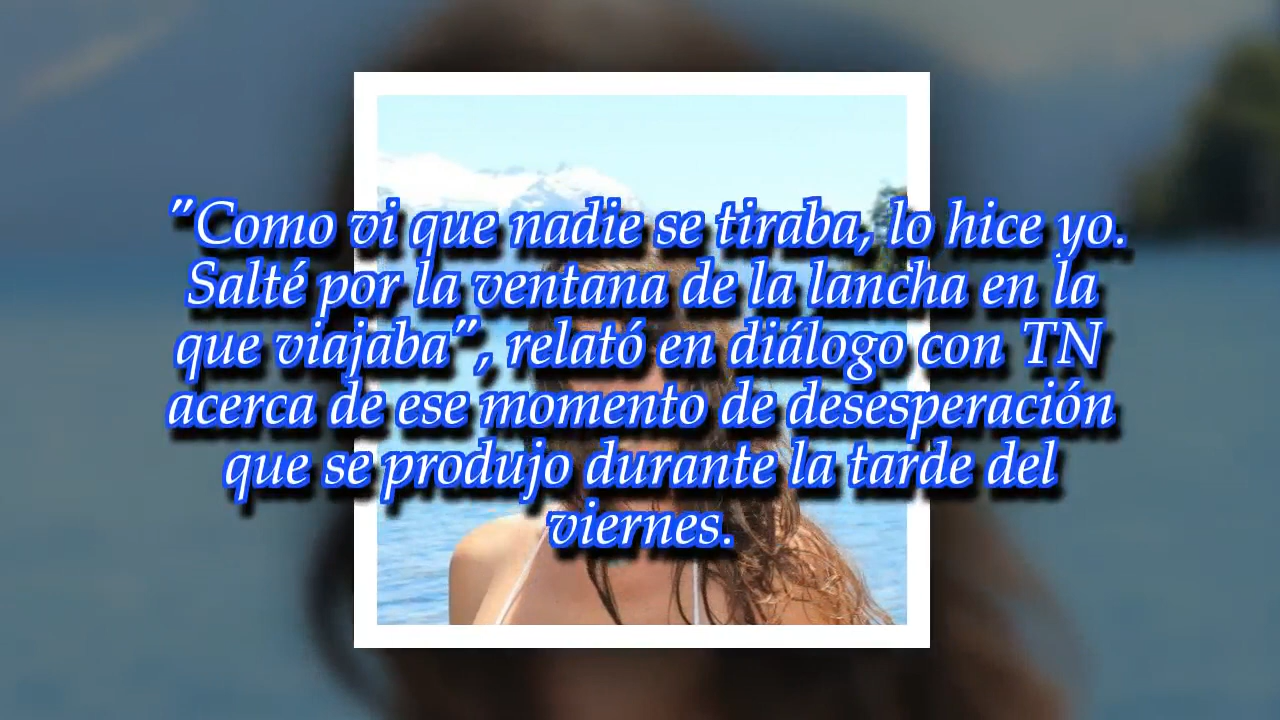 "Como vi que nadie se tiraba, lo hice yo.
Salté por la ventana de la lancha en la
que viajaba", relató en diálogo con TN
acerca de ese momento de desesperación
que se produjo durante la tarde del
viernes.